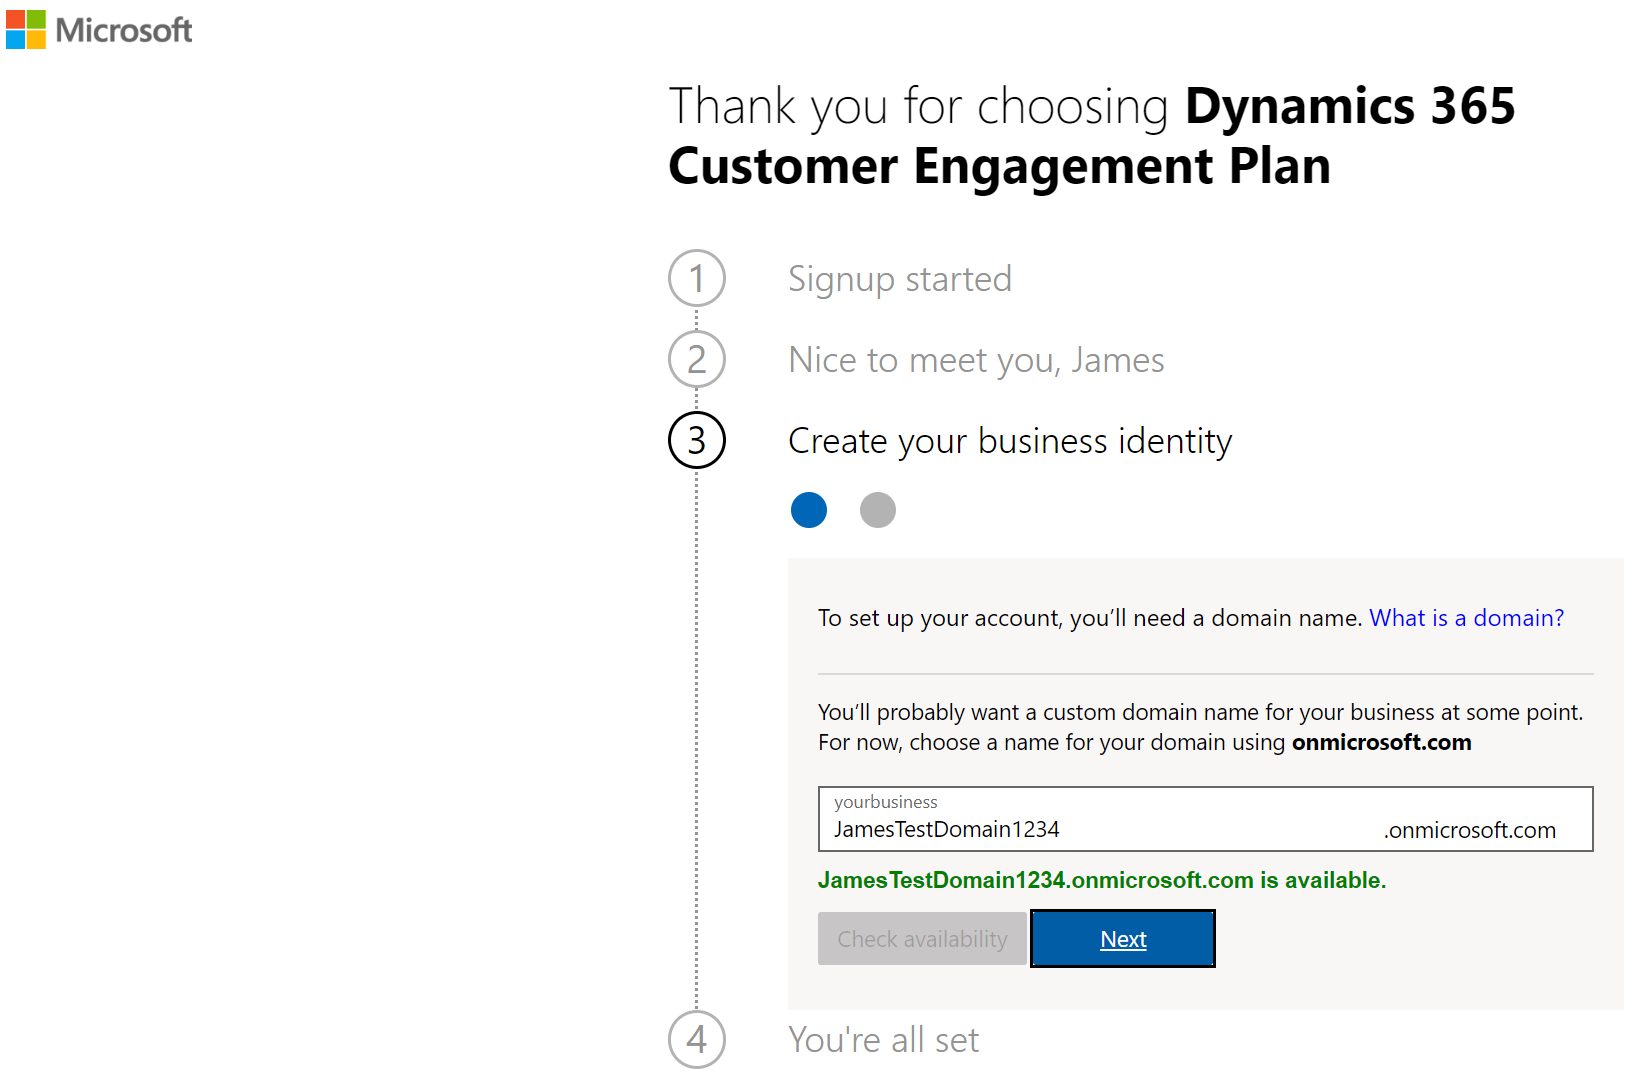 Microsoft
Thank you for choosing Dynamics 365
Customer Engagement Plan
1 Signup started
2 Nice to meet you, James
3 Create your business identity
To set up your account, you’ll need a domain name. What is a domain?
You’ll probably want a custom domain name for your business at some point.
For now, choose a name for your domain using onmicrosoft.com
yourbusiness
JamesTestDomain1234 .onmicrosoft.com
JamesTestDomain1234.onmicrosoft.com is available.
Check availability Next
4 You're all set